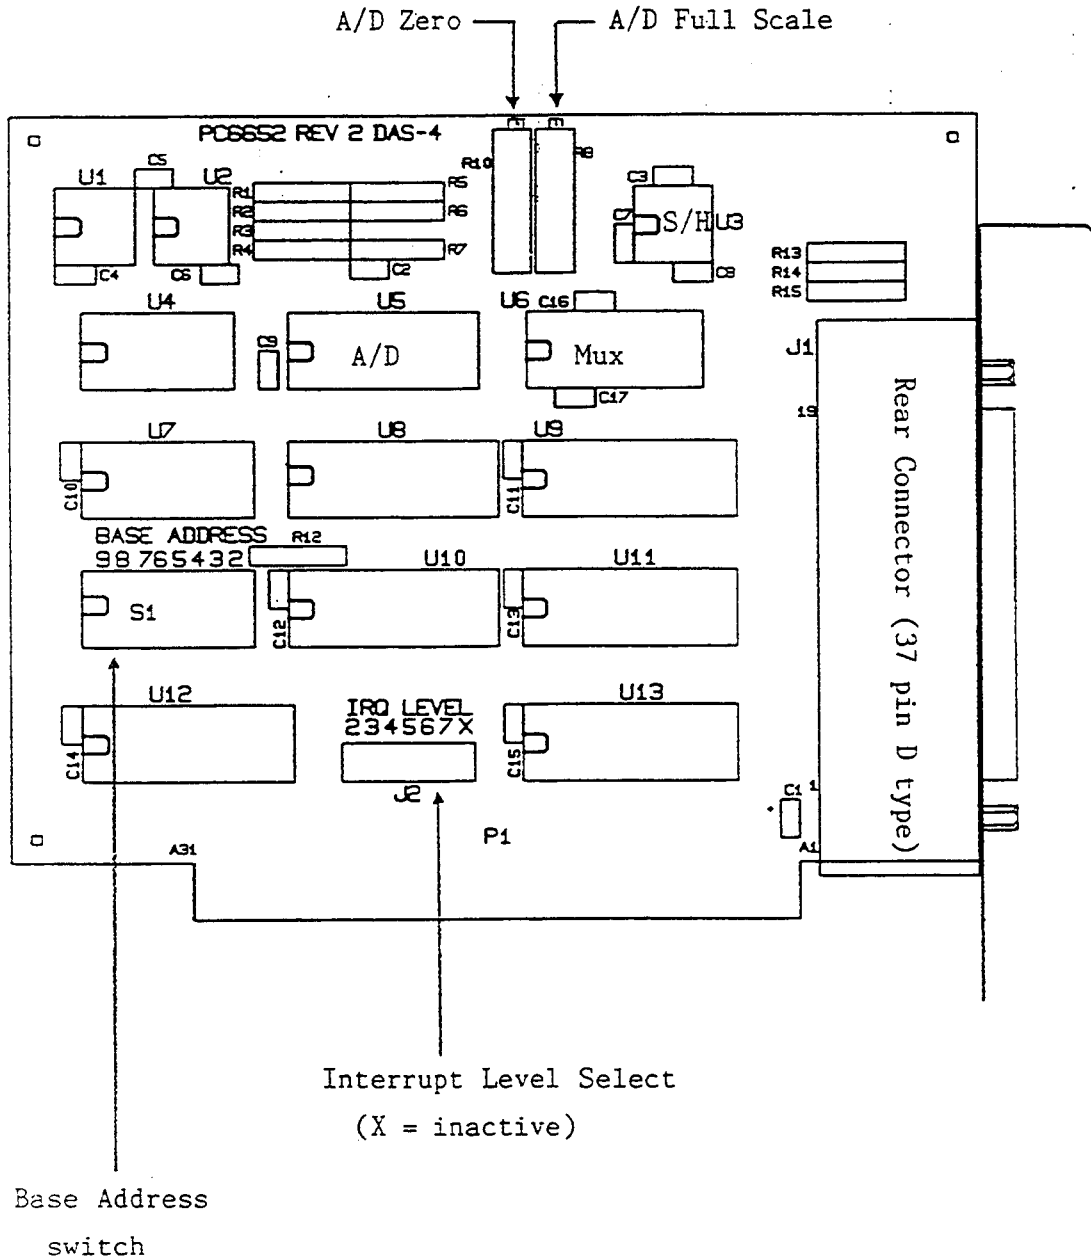 A/D Zero
A/D Full Scale
PC6652 REV 2 DAS-4
R10
R8
U1
C5
U2
R1
R5
R2
R6
R3
R4
R7
C4
C6
C2
C3
C7
S/H
U3
C9
R13
R14
R15
U4
U5
U6
C16
A/D
Mux
C17
J1
19
Rear Connector (37 pin D type)
U7
U8
U9
C10
C11
BASE ADDRESS
98765432
R12
U10
U11
S1
C12
C13
U12
IRQ LEVEL
234567X
U13
C14
J2
C15
C1
1
P1
A31
A1
Interrupt Level Select
(X = inactive)
Base Address
switch